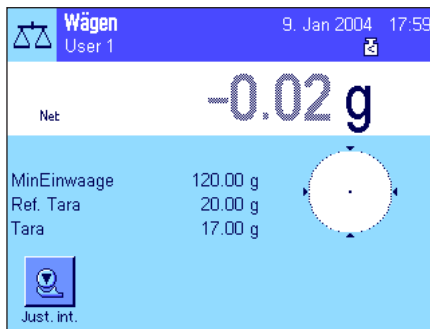 Wägen
User 1
9. Jan 2004 17:59
Net
-0.02 g
MinEinwaage 120.00 g
Ref. Tara 20.00 g
Tara 17.00 g
Just. int.